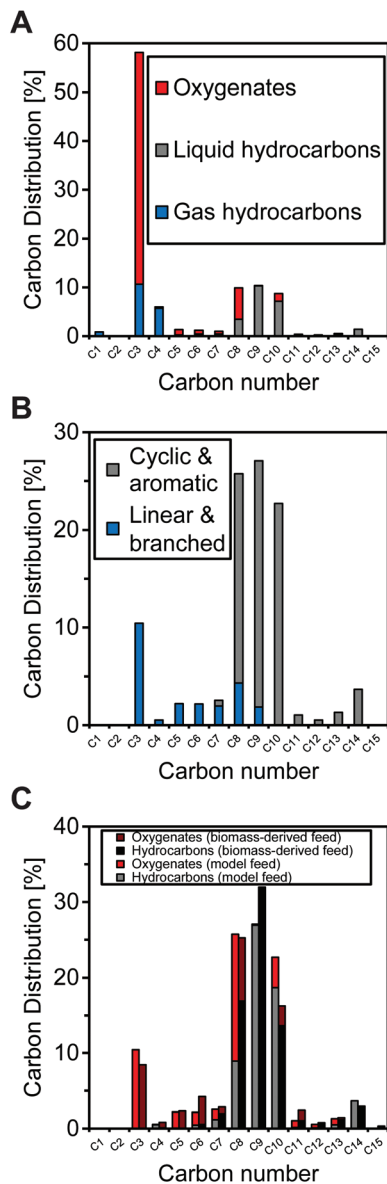 A
60
50
40
30
20
10
0
Carbon Distribution [%]
Oxygenates
Liquid hydrocarbons
Gas hydrocarbons
C1 C2 C3 C4 C5 C6 C7 C8 C9 C10 C11 C12 C13 C14 C15
Carbon number
B
30
20
10
0
Carbon Distribution [%]
Cyclic &
aromatic
Linear &
branched
C1 C2 C3 C4 C5 C6 C7 C8 C9 C10 C11 C12 C13 C14 C15
Carbon number
C
40
30
20
10
0
Carbon Distribution [%]
Oxygenates (biomass-derived feed)
Hydrocarbons (biomass-derived feed)
Oxygenates (model feed)
Hydrocarbons (model feed)
C1 C2 C3 C4 C5 C6 C7 C8 C9 C10 C11 C12 C13 C14 C15
Carbon number